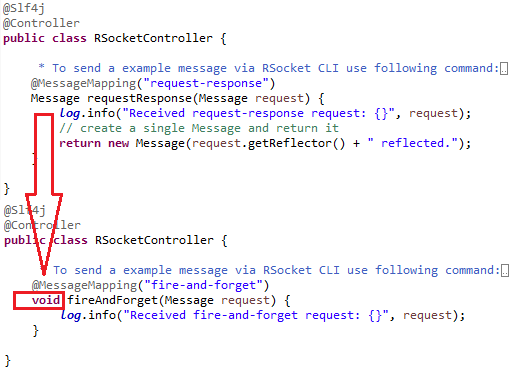 @Slf4j
@Controller
public class RSocketController {
* To send a example message via RSocket CLI use following command:
@MessageMapping("request-response")
Message requestResponse(Message request) {
log.info("Received request-response request: {}", request);
// create a single Message and return it
return new Message(request.getReflector() + " reflected.");
}
}
@Slf4j
@Controller
public class RSocketController {
* To send a example message via RSocket CLI use following command:
@MessageMapping("fire-and-forget")
void fireAndForget(Message request) {
log.info("Received fire-and-forget request: {}", request);
}
}